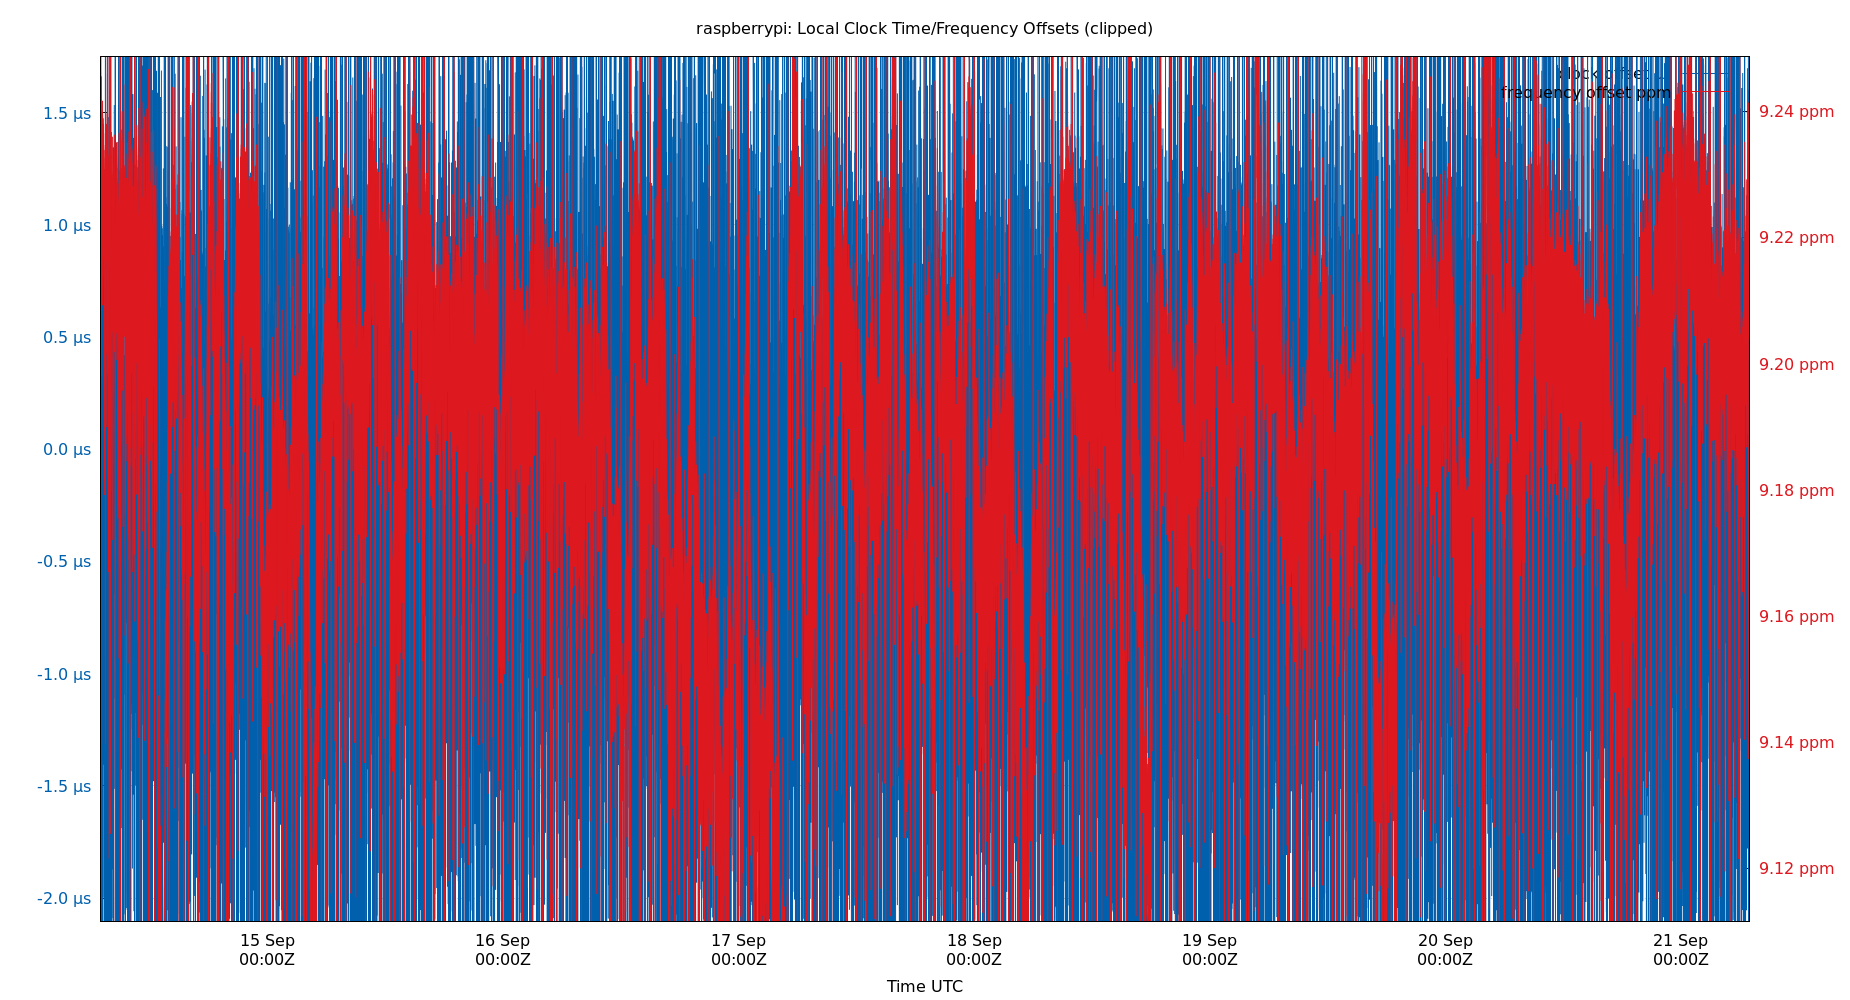 raspberrypi: Local Clock Time/Frequency Offsets (clipped)
clock offset
frequency offset ppm
1.5 µs
1.0 µs
0.5 µs
0.0 µs
-0.5 µs
-1.0 µs
-1.5 µs
-2.0 µs
9.24 ppm
9.22 ppm
9.20 ppm
9.18 ppm
9.16 ppm
9.14 ppm
9.12 ppm
15 Sep
00:00Z
16 Sep
00:00Z
17 Sep
00:00Z
18 Sep
00:00Z
19 Sep
00:00Z
20 Sep
00:00Z
21 Sep
00:00Z
Time UTC